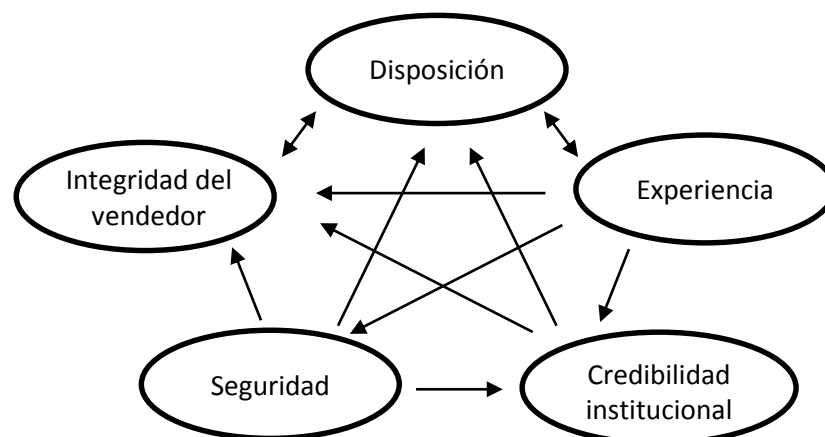 Disposición
Integridad del
vendedor
Experiencia
Seguridad
Credibilidad
institucional